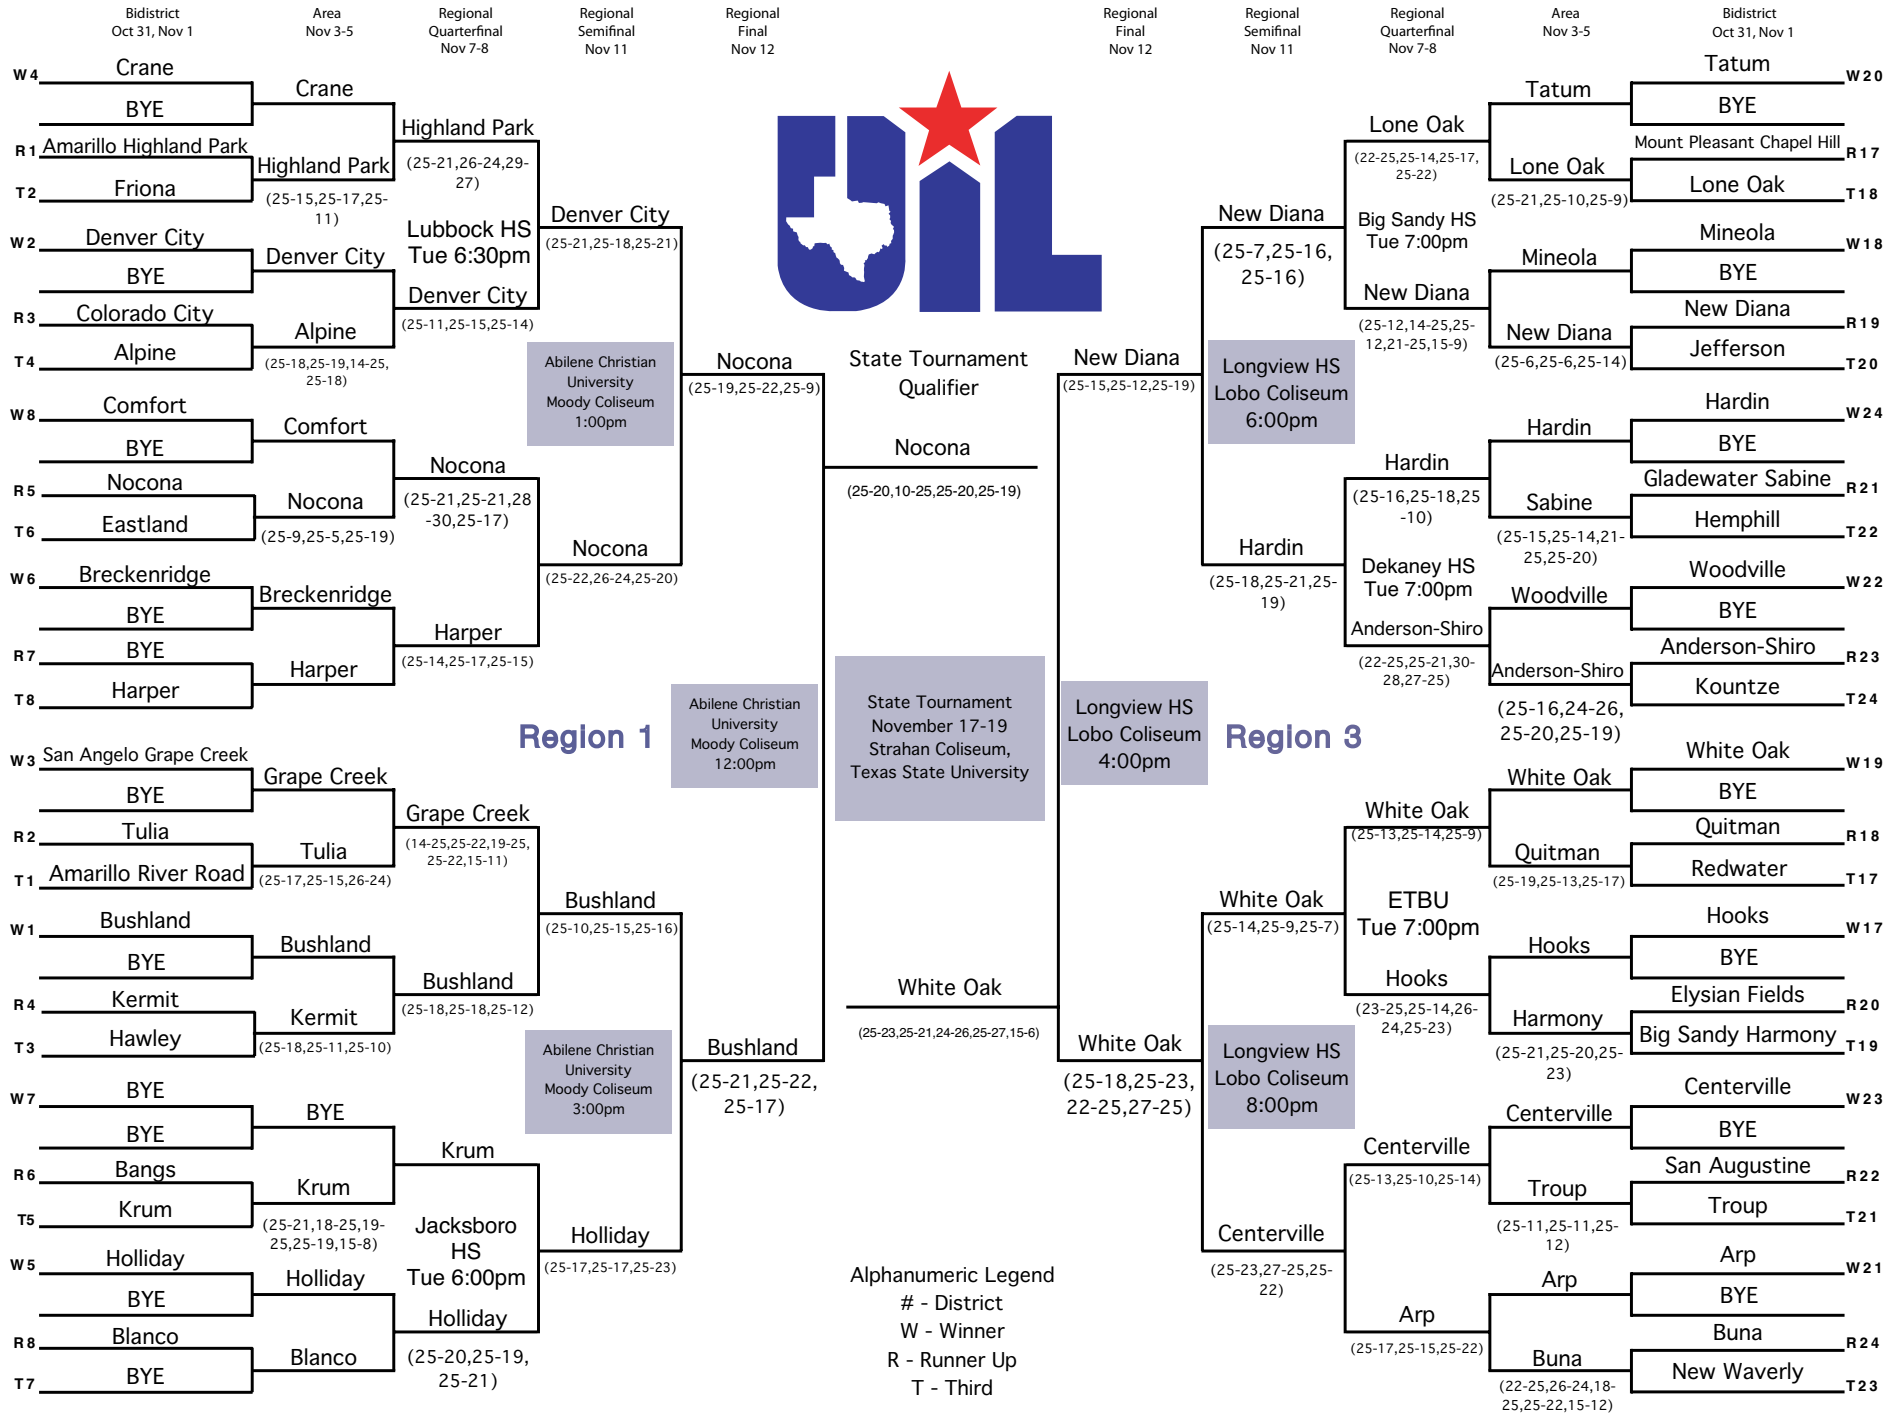 Bidistrict
Oct 31, Nov 1
Area
Nov 3-5
Regional
Quarterfinal
Nov 7-8
Regional
Semifinal
Nov 11
Regional
Final
Nov 12
Regional
Final
Nov 12
Regional
Semifinal
Nov 11
Regional
Quarterfinal
Nov 7-8
Area
Nov 3-5
Bidistrict
Oct 31, Nov 1
W4
Crane
BYE
R1
Amarillo Highland Park
T2
Friona
W2
Denver City
BYE
R3
Colorado City
T4
Alpine
W8
Comfort
BYE
R5
Nocona
T6
Eastland
W6
Breckenridge
BYE
R7
BYE
T8
Harper
W3
San Angelo Grape Creek
BYE
R2
Tulia
T1
Amarillo River Road
W1
Bushland
BYE
R4
Kermit
T3
Hawley
W7
BYE
BYE
R6
Bangs
T5
Krum
W5
Holliday
BYE
R8
Blanco
T7
BYE
Crane
Highland Park
(25-15,25-17,25-
11)
Denver City
Alpine
(25-18,25-19,14-25,
25-18)
Comfort
Nocona
(25-9,25-5,25-19)
Breckenridge
Harper
Grape Creek
Tulia
(25-17,25-15,26-24)
Bushland
Kermit
(25-18,25-11,25-10)
BYE
Krum
(25-21,18-25,19-
25,25-19,15-8)
Holliday
Blanco
Highland Park
(25-21,26-24,29-
27)
Lubbock HS
Tue 6:30pm
Denver City
(25-11,25-15,25-14)
Nocona
(25-21,25-21,28
-30,25-17)
Harper
(25-14,25-17,25-15)
Grape Creek
(14-25,25-22,19-25,
25-22,15-11)
Bushland
(25-18,25-18,25-12)
Krum
Jacksboro
HS
Tue 6:00pm
Holliday
(25-20,25-19,
25-21)
Denver City
(25-21,25-18,25-21)
Abilene Christian
University
Moody Coliseum
1:00pm
Nocona
(25-22,26-24,25-20)
Region 1
Bushland
(25-10,25-15,25-16)
Abilene Christian
University
Moody Coliseum
3:00pm
Holliday
(25-17,25-17,25-23)
Nocona
(25-19,25-22,25-9)
Abilene Christian
University
Moody Coliseum
12:00pm
Bushland
(25-21,25-22,
25-17)
UIL
State Tournament
Qualifier
Nocona
(25-20,10-25,25-20,25-19)
State Tournament
November 17-19
Strahan Coliseum,
Texas State University
White Oak
(25-23,25-21,24-26,25-27,15-6)
Alphanumeric Legend
# - District
W - Winner
R - Runner Up
T - Third
New Diana
(25-15,25-12,25-19)
Longview HS
Lobo Coliseum
4:00pm
White Oak
(25-18,25-23,
22-25,27-25)
New Diana
(25-7,25-16,
25-16)
Longview HS
Lobo Coliseum
6:00pm
Hardin
(25-18,25-21,25-
19)
Region 3
White Oak
(25-14,25-9,25-7)
Longview HS
Lobo Coliseum
8:00pm
Centerville
(25-23,27-25,25-
22)
Lone Oak
(22-25,25-14,25-17,
25-22)
Big Sandy HS
Tue 7:00pm
New Diana
(25-12,14-25,25-
12,21-25,15-9)
Hardin
(25-16,25-18,25
-10)
Dekaney HS
Tue 7:00pm
Anderson-Shiro
(22-25,25-21,30-
28,27-25)
White Oak
(25-13,25-14,25-9)
ETBU
Tue 7:00pm
Hooks
(23-25,25-14,26-
24,25-23)
Centerville
(25-13,25-10,25-14)
Arp
(25-17,25-15,25-22)
Tatum
Lone Oak
(25-21,25-10,25-9)
Mineola
New Diana
(25-6,25-6,25-14)
Hardin
Sabine
(25-15,25-14,21-
25,25-20)
Woodville
Anderson-Shiro
(25-16,24-26,
25-20,25-19)
White Oak
Quitman
(25-19,25-13,25-17)
Hooks
Harmony
(25-21,25-20,25-
23)
Centerville
Troup
(25-11,25-11,25-
12)
Arp
Buna
(22-25,26-24,18-
25,25-22,15-12)
Tatum
W20
BYE
Mount Pleasant Chapel Hill
R17
Lone Oak
T18
Mineola
W18
BYE
New Diana
R19
Jefferson
T20
Hardin
W24
BYE
Gladewater Sabine
R21
Hemphill
T22
Woodville
W22
BYE
Anderson-Shiro
R23
Kountze
T24
White Oak
W19
BYE
Quitman
R18
Redwater
T17
Hooks
W17
BYE
Elysian Fields
R20
Big Sandy Harmony
T19
Centerville
W23
BYE
San Augustine
R22
Troup
T21
Arp
W21
BYE
Buna
R24
New Waverly
T23